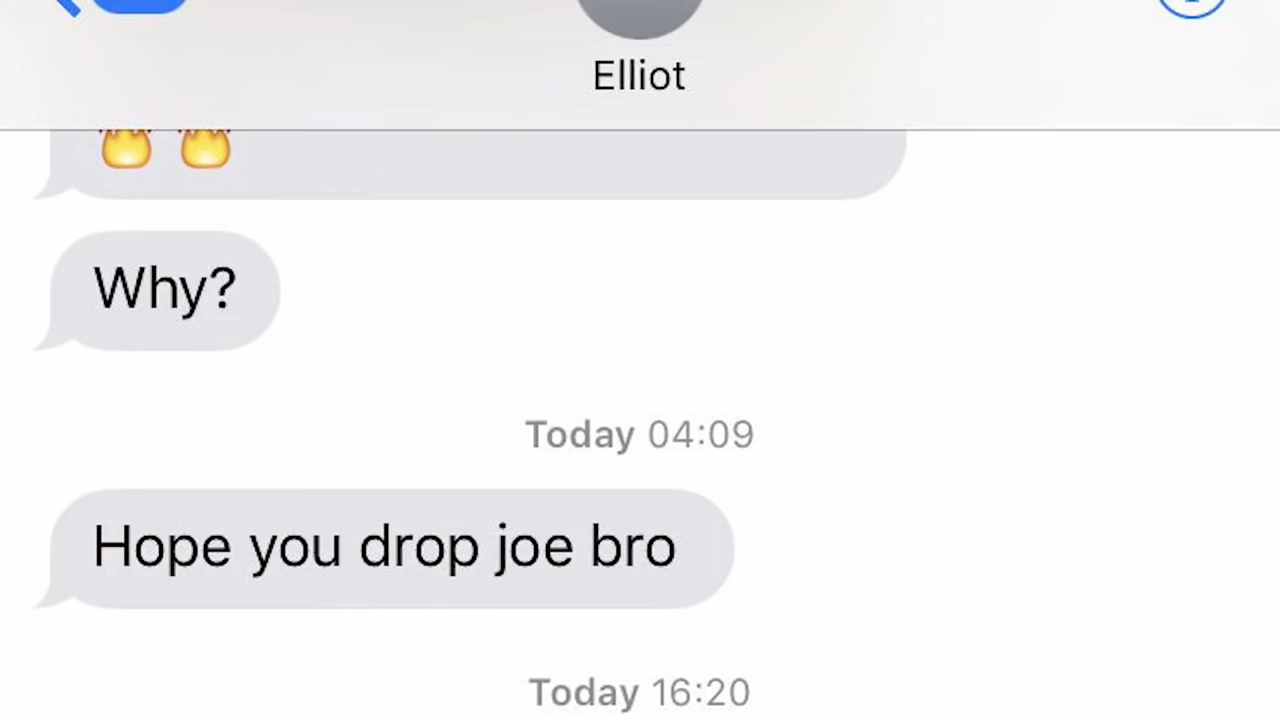 Elliot
🔥 🔥
Why?
Today 04:09
Hope you drop joe bro
Today 16:20